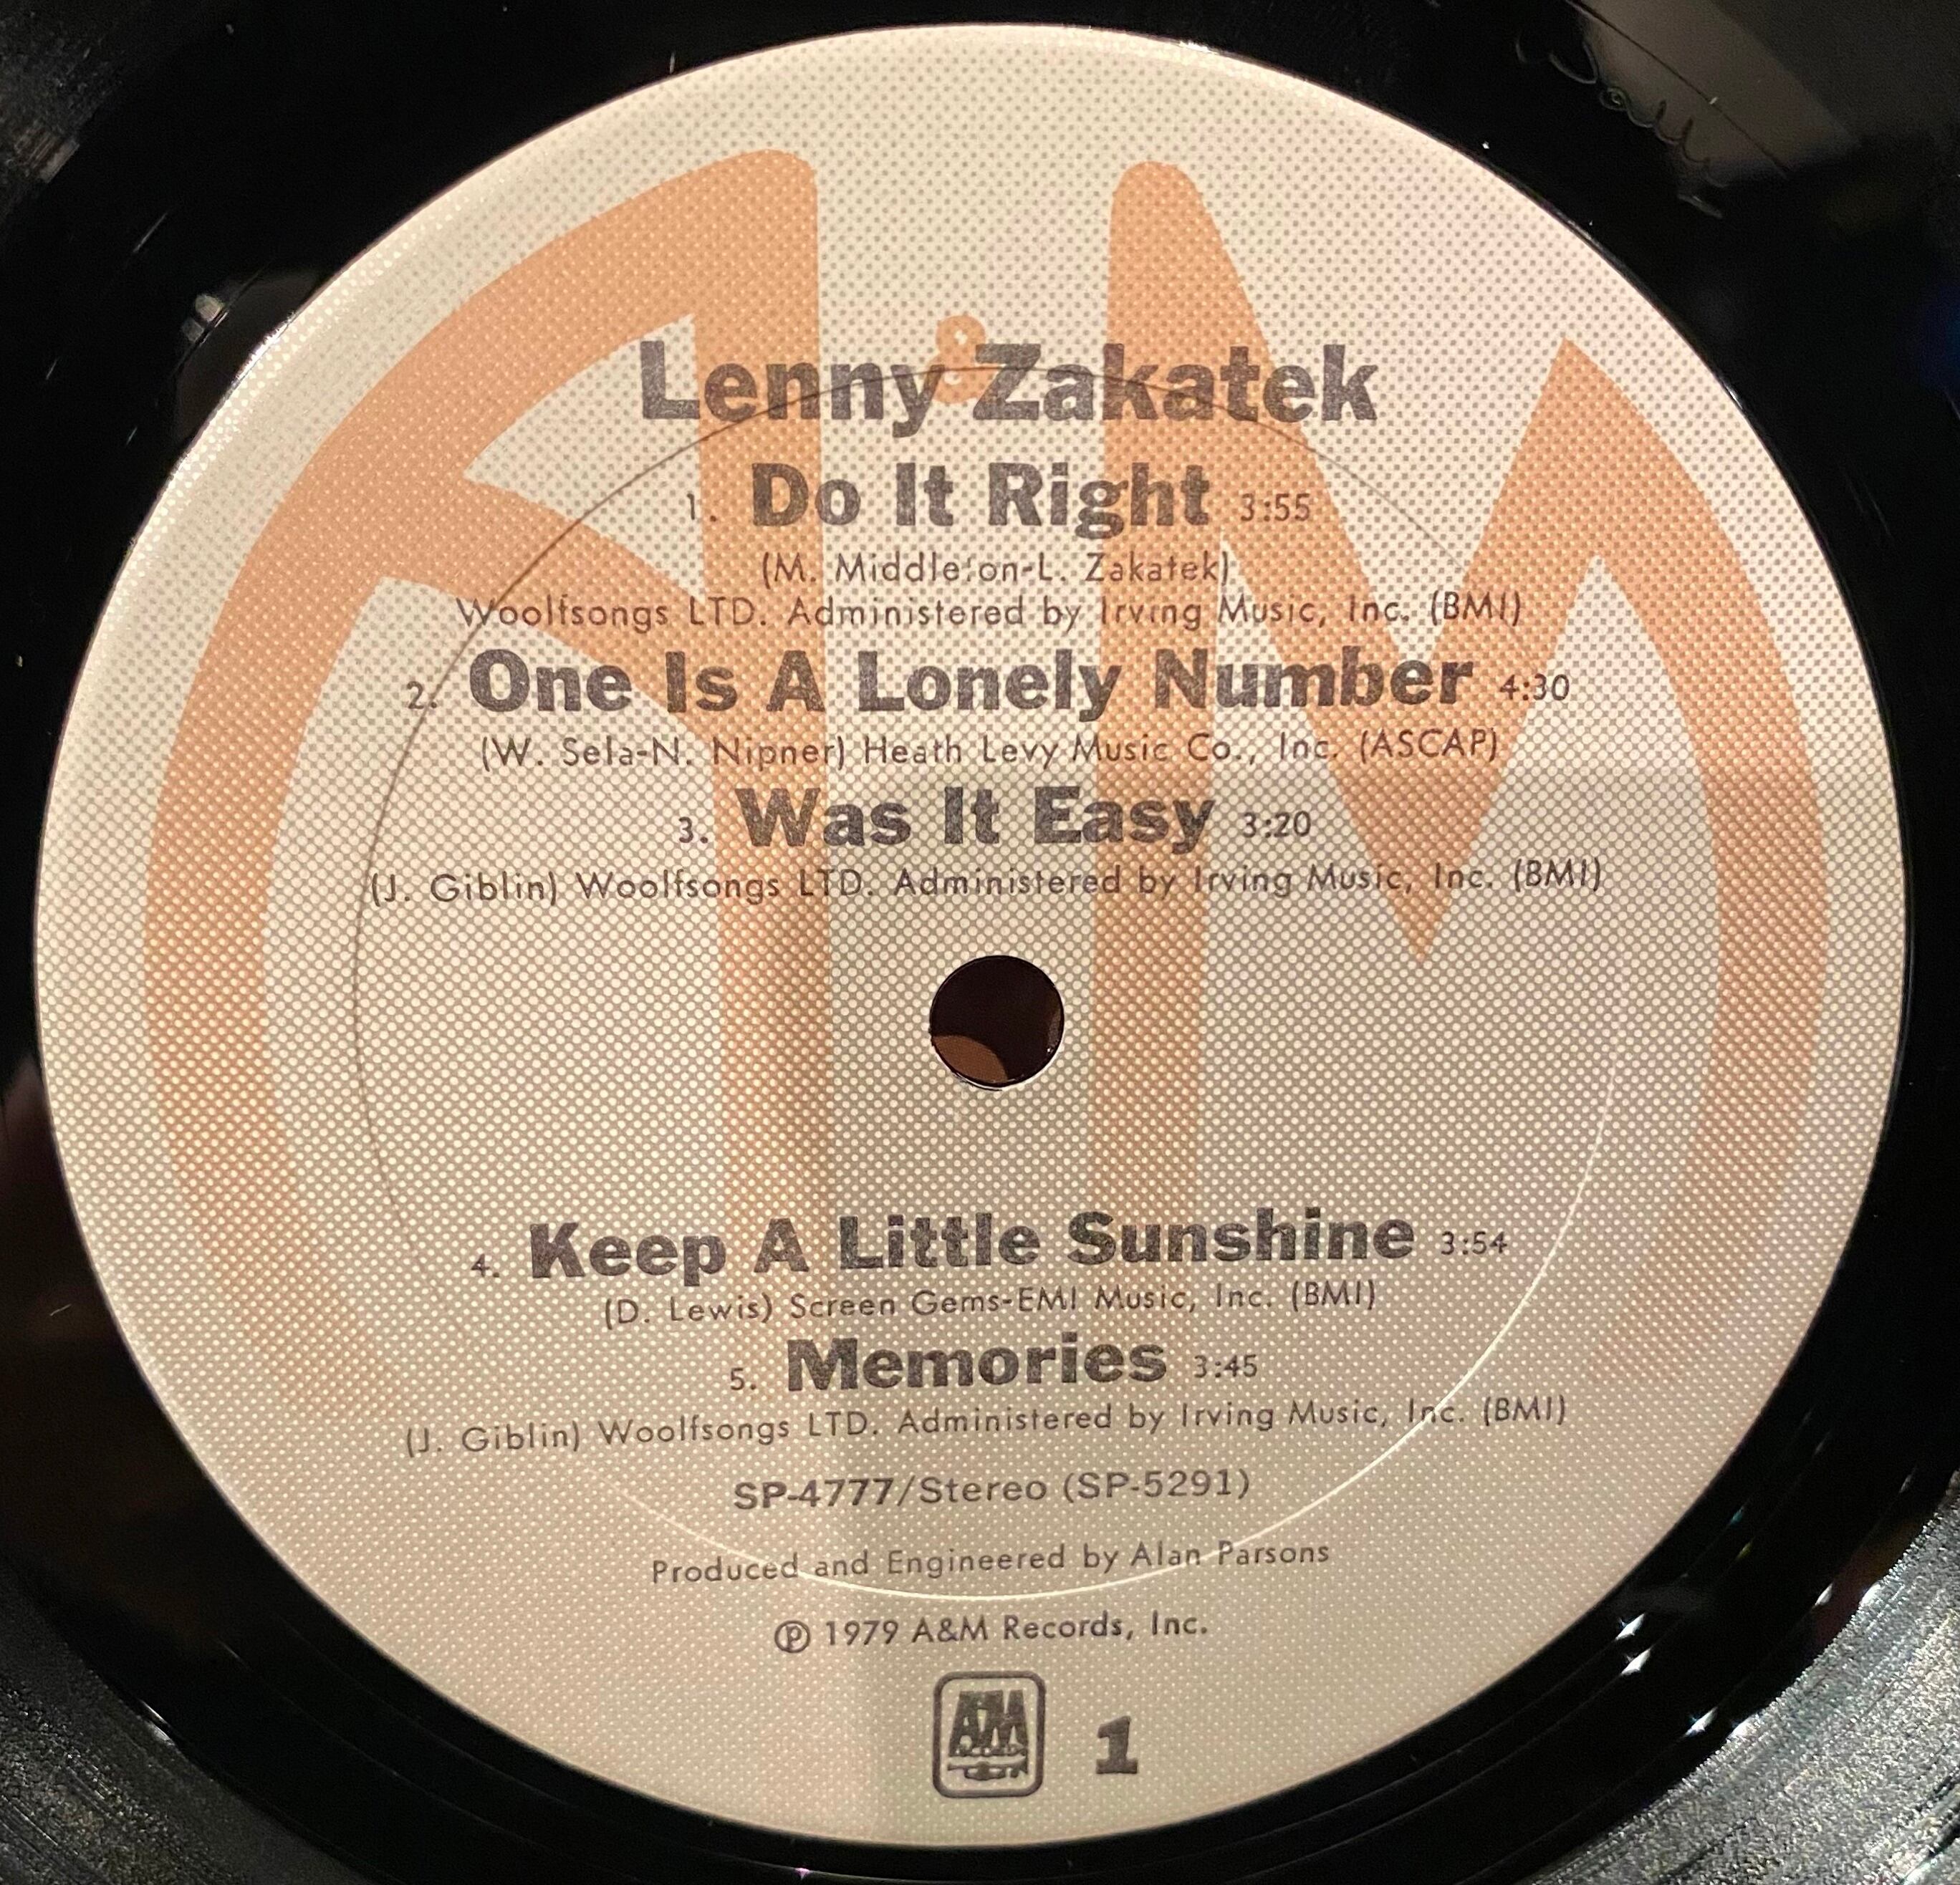 A & M
Lenny Zakatek
1. Do It Right 3:55
(M. Middleton-L. Zakatek)
Woolfsongs LTD. Administered by Irving Music, Inc. (BMI)
2. One Is A Lonely Number 4:30
(W. Sela-N. Nipner) Heath Levy Music Co., Inc. (ASCAP)
3. Was It Easy 3:20
(J. Giblin) Woolfsongs LTD. Administered by Irving Music, Inc. (BMI)
4. Keep A Little Sunshine 3:54
(D. Lewis) Screen Gems-EMI Music, Inc. (BMI)
5. Memories 3:45
(J. Giblin) Woolfsongs LTD. Administered by Irving Music, Inc. (BMI)
SP-4777/Stereo (SP-5291)
Produced and Engineered by Alan Parsons
℗ 1979 A&M Records, Inc.
A&M RECORDS 1